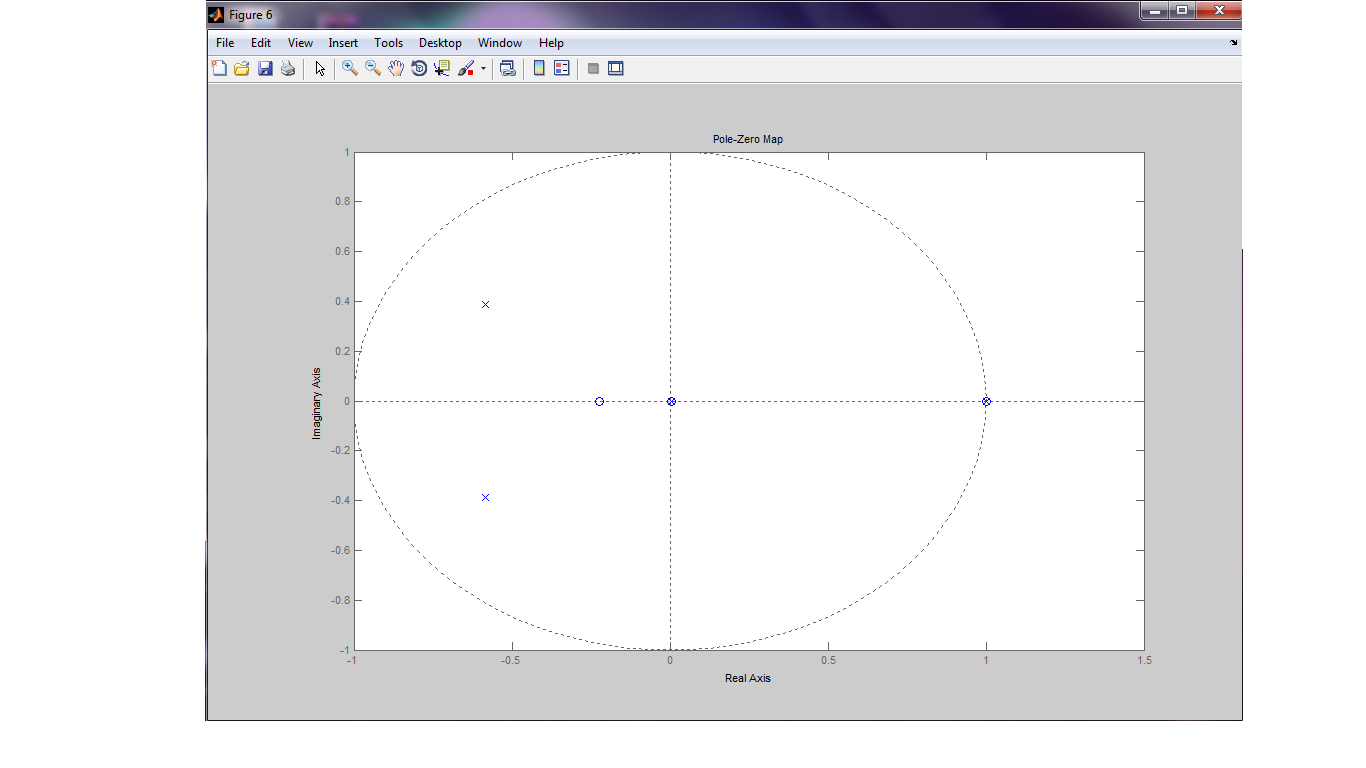 Figure 6
File Edit View Insert Tools Desktop Window Help
Pole-Zero Map
1
0.8
0.6
0.4
0.2
0
-0.2
-0.4
-0.6
-0.8
-1
Imaginary Axis
-1 -0.5 0 0.5 1 1.5
Real Axis